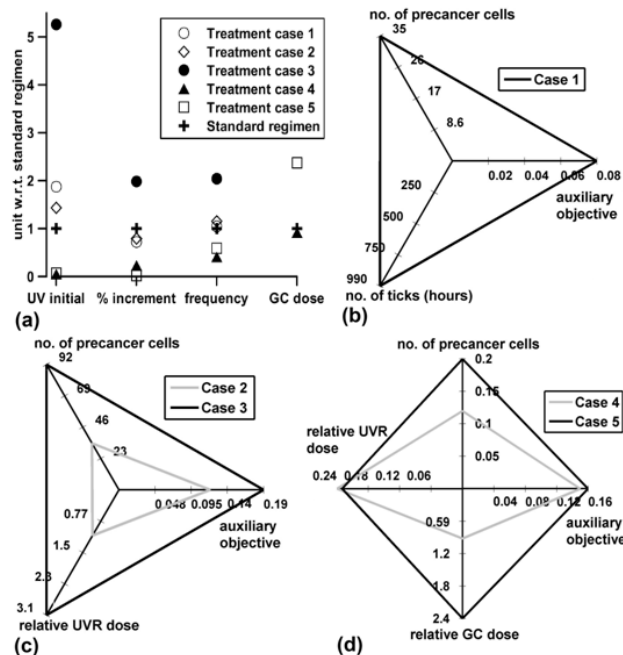 unit w.r.t. standard regimen
5
4
3
2
1
0
Treatment case 1
Treatment case 2
Treatment case 3
Treatment case 4
Treatment case 5
Standard regimen
UV initial % increment frequency GC dose
(a)
no. of precancer cells
35
26
17
8.6
Case 1
0.02 0.04 0.06 0.08
auxiliary
objective
250
500
750
990
no. of ticks (hours)
(b)
no. of precancer cells
92
69
46
23
Case 2
Case 3
0.048 0.095 0.14 0.19
auxiliary
objective
0.77
1.5
2.3
3.1
relative UVR dose
(c)
no. of precancer cells
0.2
0.15
0.1
0.05
Case 4
Case 5
relative UVR
dose
0.24 0.18 0.12 0.06
0.04 0.08 0.12 0.16
auxiliary
objective
0.59
1.2
1.8
2.4
relative GC dose
(d)